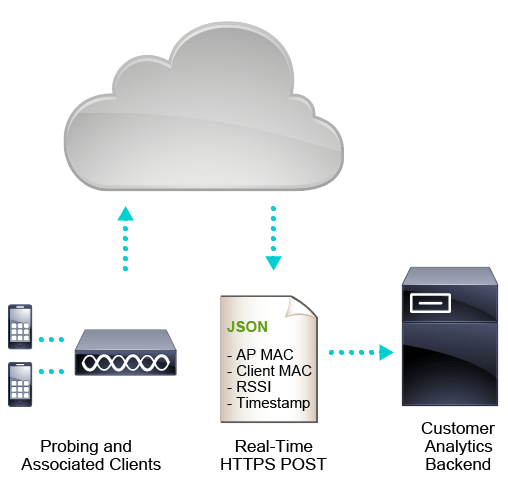 JSON
- AP MAC
- Client MAC
- RSSI
- Timestamp
Probing and
Associated Clients
Real-Time
HTTPS POST
Customer
Analytics
Backend